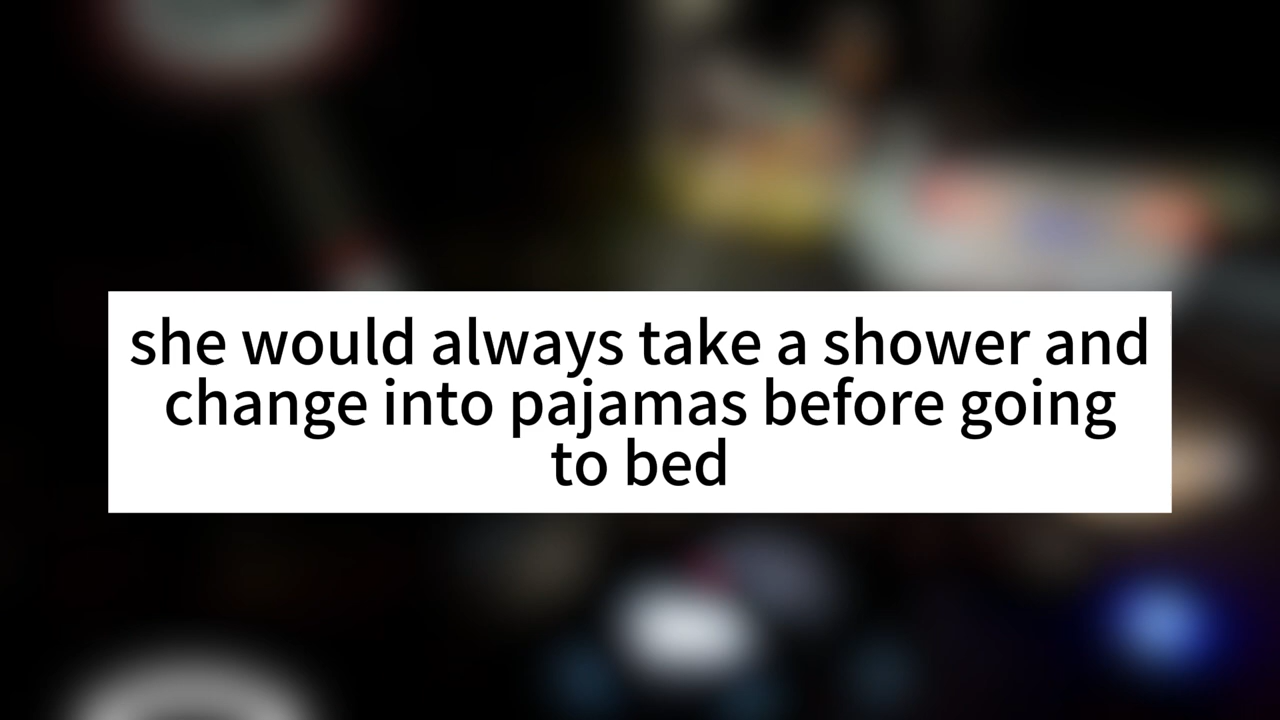 she would always take a shower and
change into pajamas before going
to bed